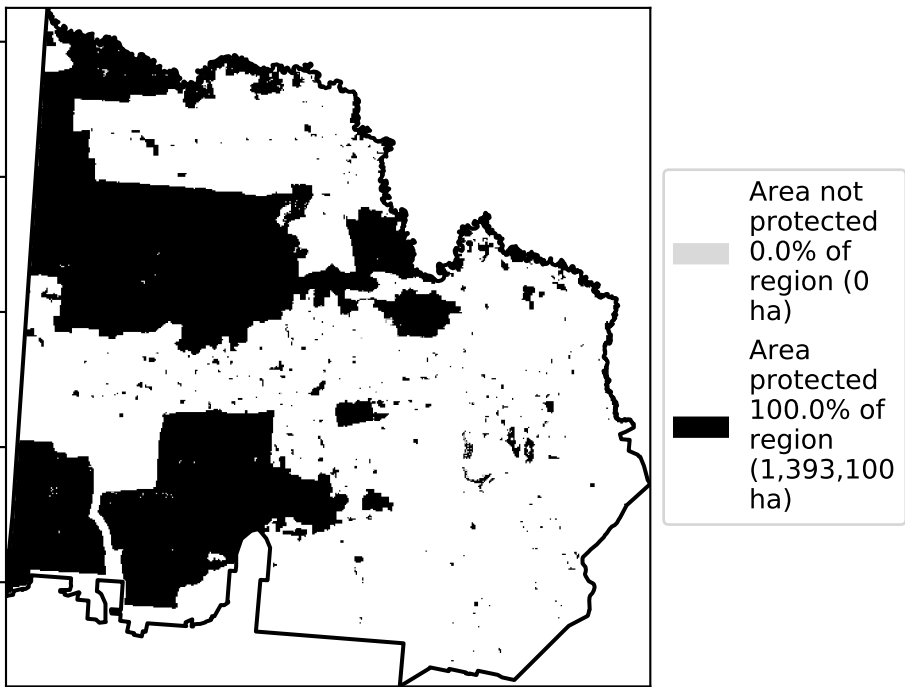 Area not
protected
0.0% of
region (0
ha)
Area
protected
100.0% of
region
(1,393,100
ha)